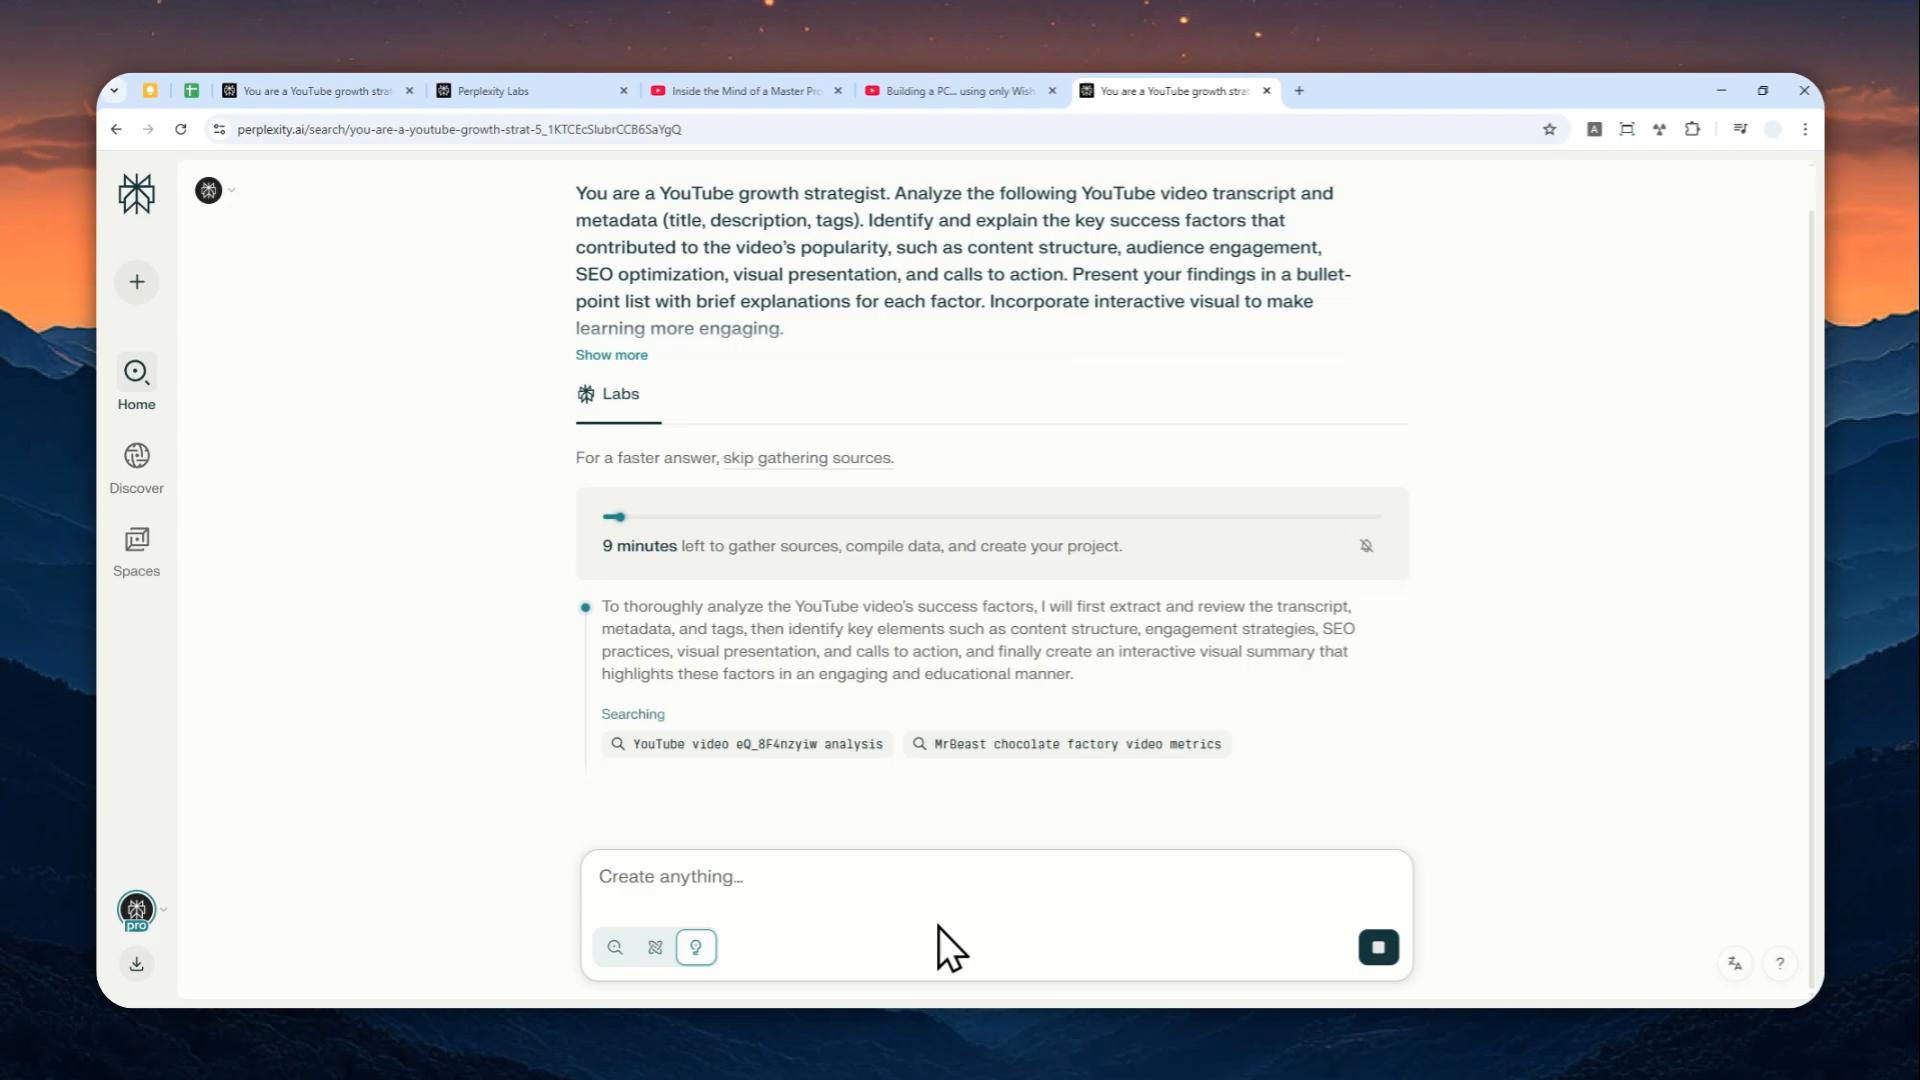 You are a YouTube growth strat
Perplexity Labs
Inside the Mind of a Master Pro
Building a PC... using only Wish
You are a YouTube growth strat
perplexity.ai/search/you-are-a-youtube-growth-strat-5_1KTCEcSlubrCCB6SaYgQ
A
You are a YouTube growth strategist. Analyze the following YouTube video transcript and
metadata (title, description, tags). Identify and explain the key success factors that
contributed to the video's popularity, such as content structure, audience engagement,
SEO optimization, visual presentation, and calls to action. Present your findings in a bullet-
point list with brief explanations for each factor. Incorporate interactive visual to make
learning more engaging.
Show more
Labs
For a faster answer, skip gathering sources.
9 minutes left to gather sources, compile data, and create your project.
To thoroughly analyze the YouTube video's success factors, I will first extract and review the transcript,
metadata, and tags, then identify key elements such as content structure, engagement strategies, SEO
practices, visual presentation, and calls to action, and finally create an interactive visual summary that
highlights these factors in an engaging and educational manner.
Searching
YouTube video eQ_8F4nzyiw analysis
MrBeast chocolate factory video metrics
Create anything...
Home
Discover
Spaces
pro
?